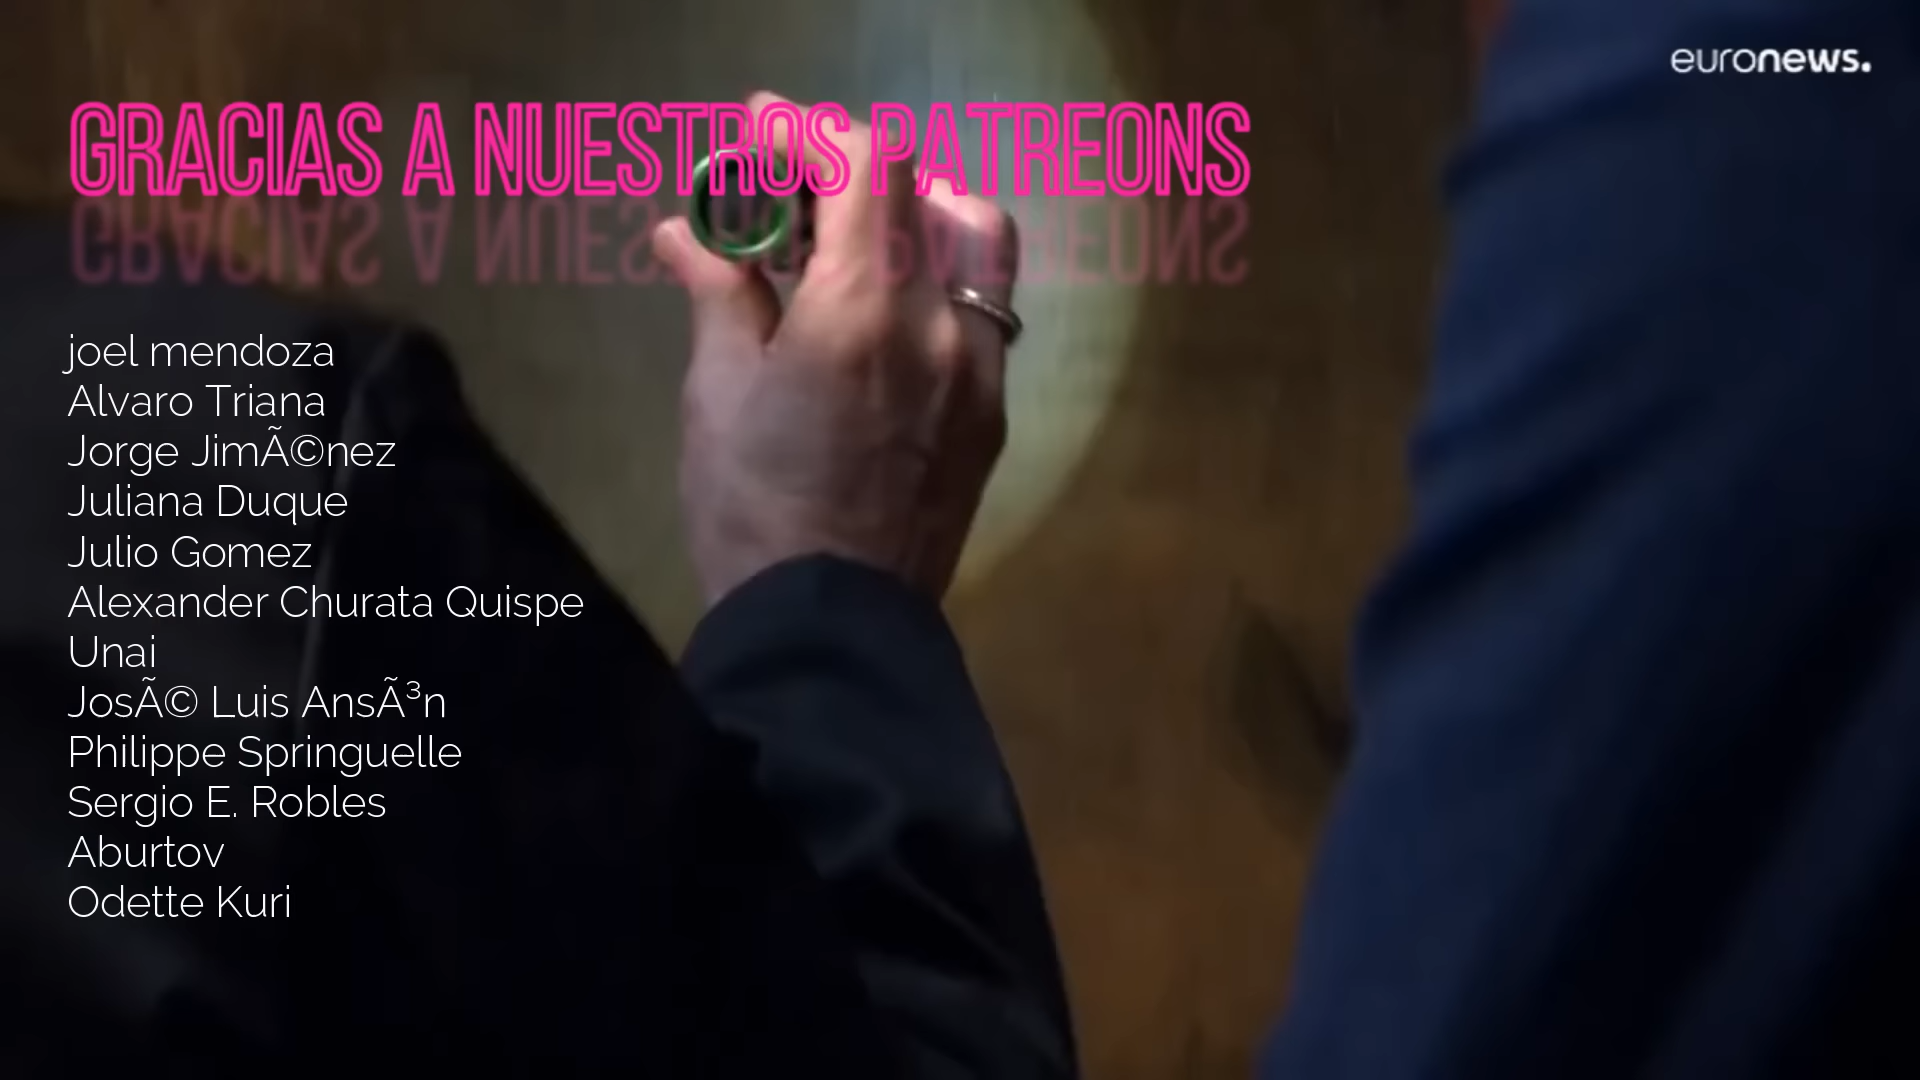 euronews.
GRACIAS A NUESTROS PATREONS
joel mendoza
Alvaro Triana
Jorge JimÃ©nez
Juliana Duque
Julio Gomez
Alexander Churata Quispe
Unai
JosÃ© Luis AnsÃ³n
Philippe Springuelle
Sergio E. Robles
Aburtov
Odette Kuri